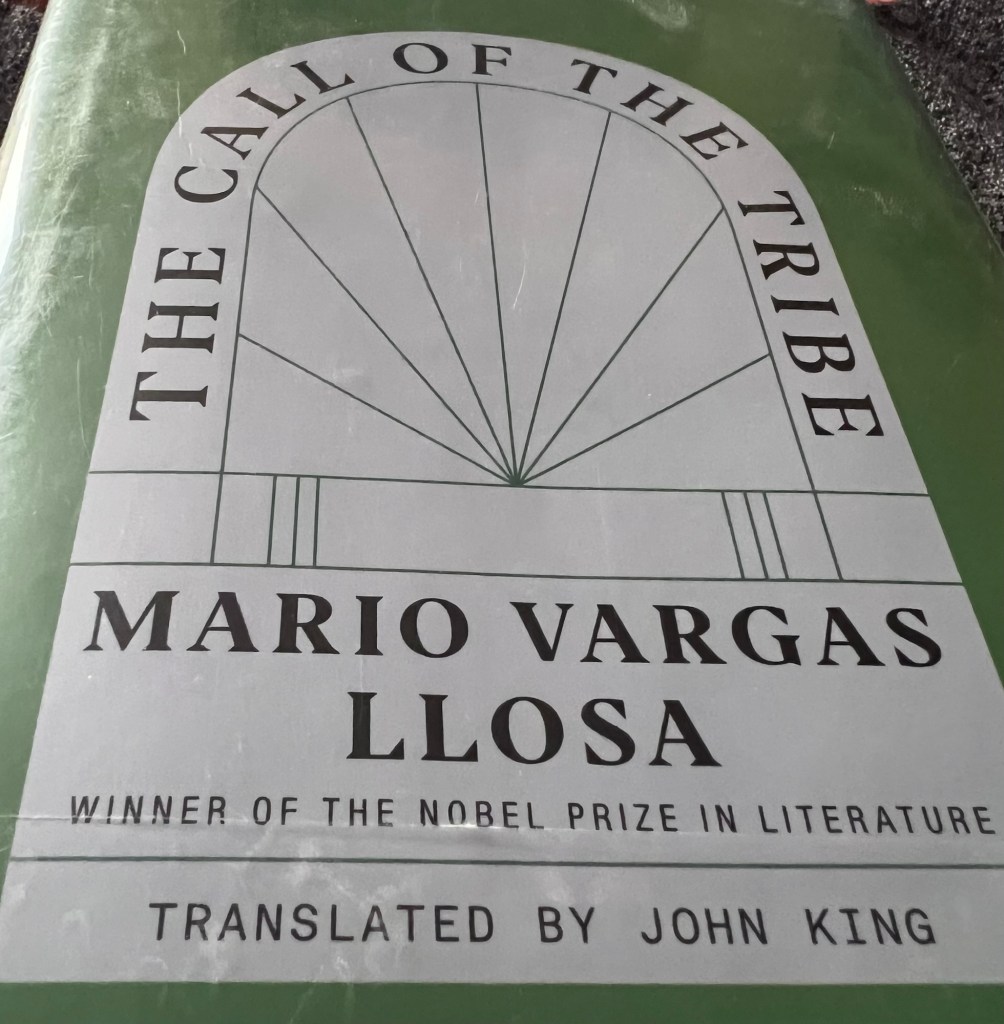 THE CALL OF THE TRIBE
MARIO VARGAS
LLOSA
WINNER OF THE NOBEL PRIZE IN LITERATURE
TRANSLATED BY JOHN KING